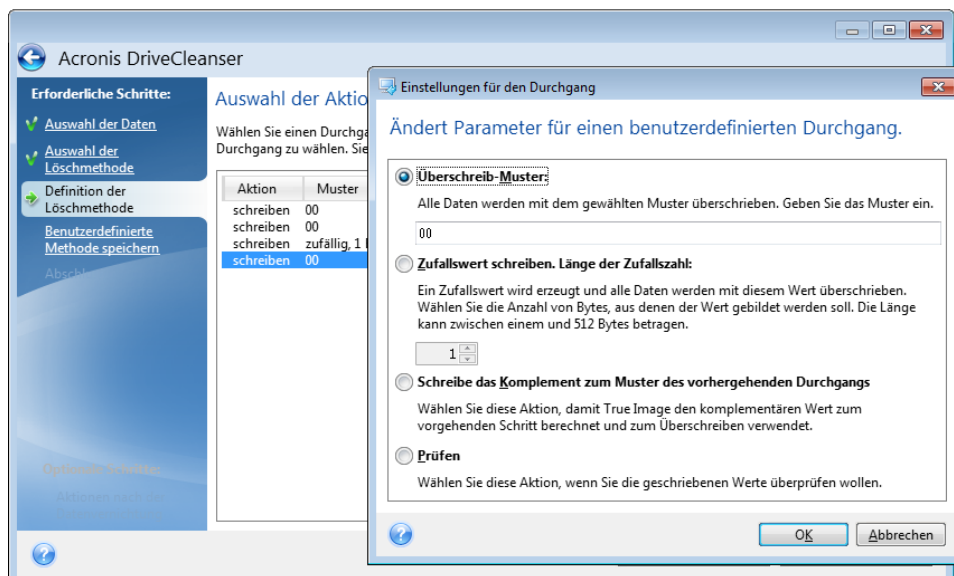 Acronis DriveCleanser
Erforderliche Schritte:
Auswahl der Daten
Auswahl der
Löschmethode
Definition der
Löschmethode
Benutzerdefinierte
Methode speichern
Abschl
Optionale Schritte:
Aktionen nach der
Auswahl der Aktio
Wählen Sie einen Durchga
Durchgang zu wählen. Sie
Aktion Muster
schreiben 00
schreiben 00
schreiben zufällig, 1
schreiben 00
Einstellungen für den Durchgang
Ändert Parameter für einen benutzerdefinierten Durchgang.
Überschreib-Muster:
Alle Daten werden mit dem gewählten Muster überschrieben. Geben Sie das Muster ein.
00
Zufallswert schreiben. Länge der Zufallszahl:
Ein Zufallswert wird erzeugt und alle Daten werden mit diesem Wert überschrieben.
Wählen Sie die Anzahl von Bytes, aus denen der Wert gebildet werden soll. Die Länge
kann zwischen einem und 512 Bytes betragen.
1
Schreibe das Komplement zum Muster des vorhergehenden Durchgangs
Wählen Sie diese Aktion, damit True Image den komplementären Wert zum
vorgehenden Schritt berechnet und zum Überschreiben verwendet.
Prüfen
Wählen Sie diese Aktion, wenn Sie die geschriebenen Werte überprüfen wollen.
OK
Abbrechen